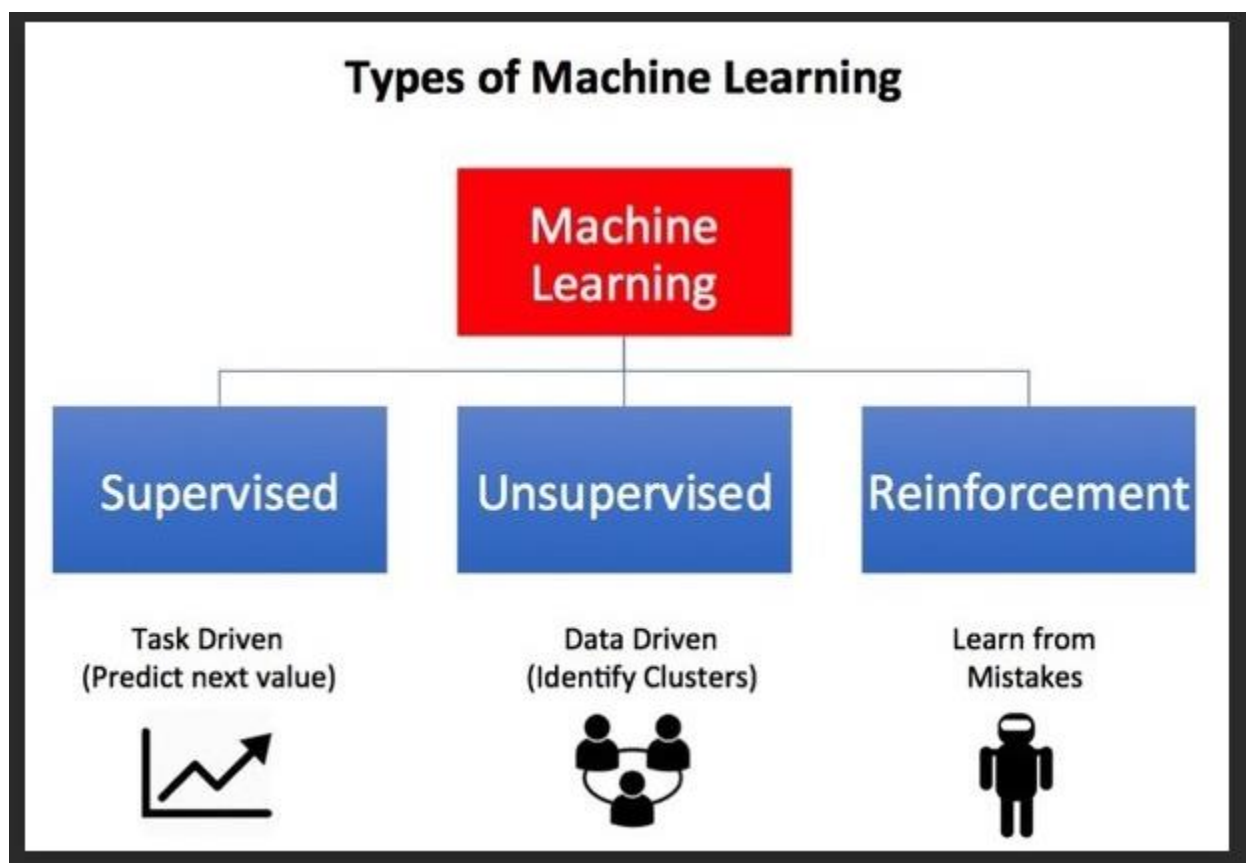 Types of Machine Learning
Machine
Learning
Supervised
Unsupervised
Reinforcement
Task Driven
(Predict next value)
Data Driven
(Identify Clusters)
Learn from
Mistakes